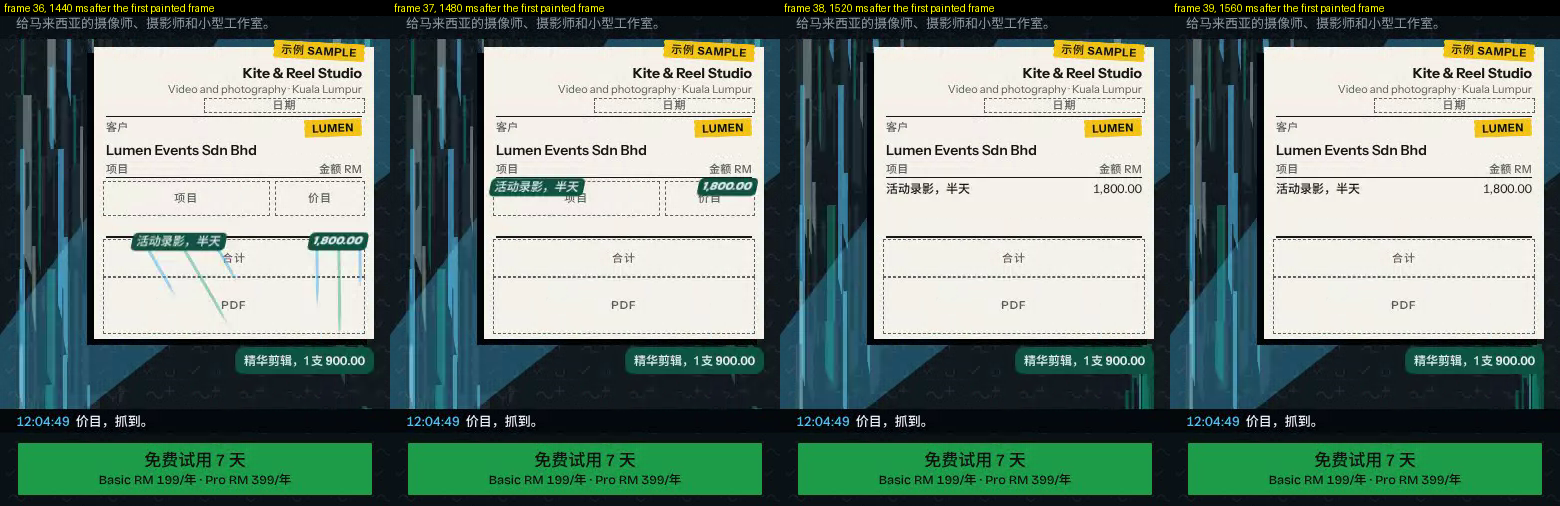 frame 36, 1440 ms after the first painted frame
给马来西亚的摄像师、摄影师和小型工作室。
示例 SAMPLE
Kite & Reel Studio
Video and photography · Kuala Lumpur
日期
客户
LUMEN
Lumen Events Sdn Bhd
项目 金额 RM
项目 价目
活动录影，半天 1,800.00
合计
PDF
精华剪辑，1支 900.00
12:04:49 价目，抓到。
免费试用 7 天
Basic RM 199/年 · Pro RM 399/年
frame 37, 1480 ms after the first painted frame
给马来西亚的摄像师、摄影师和小型工作室。
示例 SAMPLE
Kite & Reel Studio
Video and photography · Kuala Lumpur
日期
客户
LUMEN
Lumen Events Sdn Bhd
项目 金额 RM
活动录影，半天 1,800.00
项目 价目
合计
PDF
精华剪辑，1支 900.00
12:04:49 价目，抓到。
免费试用 7 天
Basic RM 199/年 · Pro RM 399/年
frame 38, 1520 ms after the first painted frame
给马来西亚的摄像师、摄影师和小型工作室。
示例 SAMPLE
Kite & Reel Studio
Video and photography · Kuala Lumpur
日期
客户
LUMEN
Lumen Events Sdn Bhd
项目 金额 RM
活动录影，半天 1,800.00
合计
PDF
精华剪辑，1支 900.00
12:04:49 价目，抓到。
免费试用 7 天
Basic RM 199/年 · Pro RM 399/年
frame 39, 1560 ms after the first painted frame
给马来西亚的摄像师、摄影师和小型工作室。
示例 SAMPLE
Kite & Reel Studio
Video and photography · Kuala Lumpur
日期
客户
LUMEN
Lumen Events Sdn Bhd
项目 金额 RM
活动录影，半天 1,800.00
合计
PDF
精华剪辑，1支 900.00
12:04:49 价目，抓到。
免费试用 7 天
Basic RM 199/年 · Pro RM 399/年